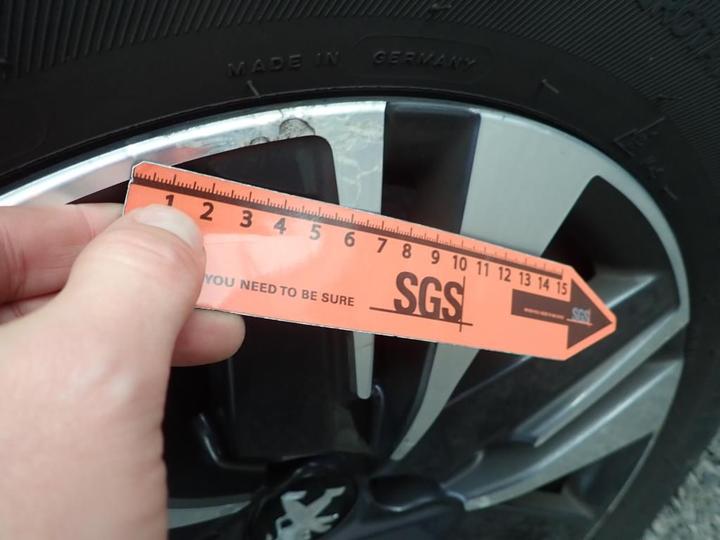 MADE IN GERMANY
1 2 3 4 5 6 7 8 9 10 11 12 13 14 15
YOU NEED TO BE SURE
SGS
SGS